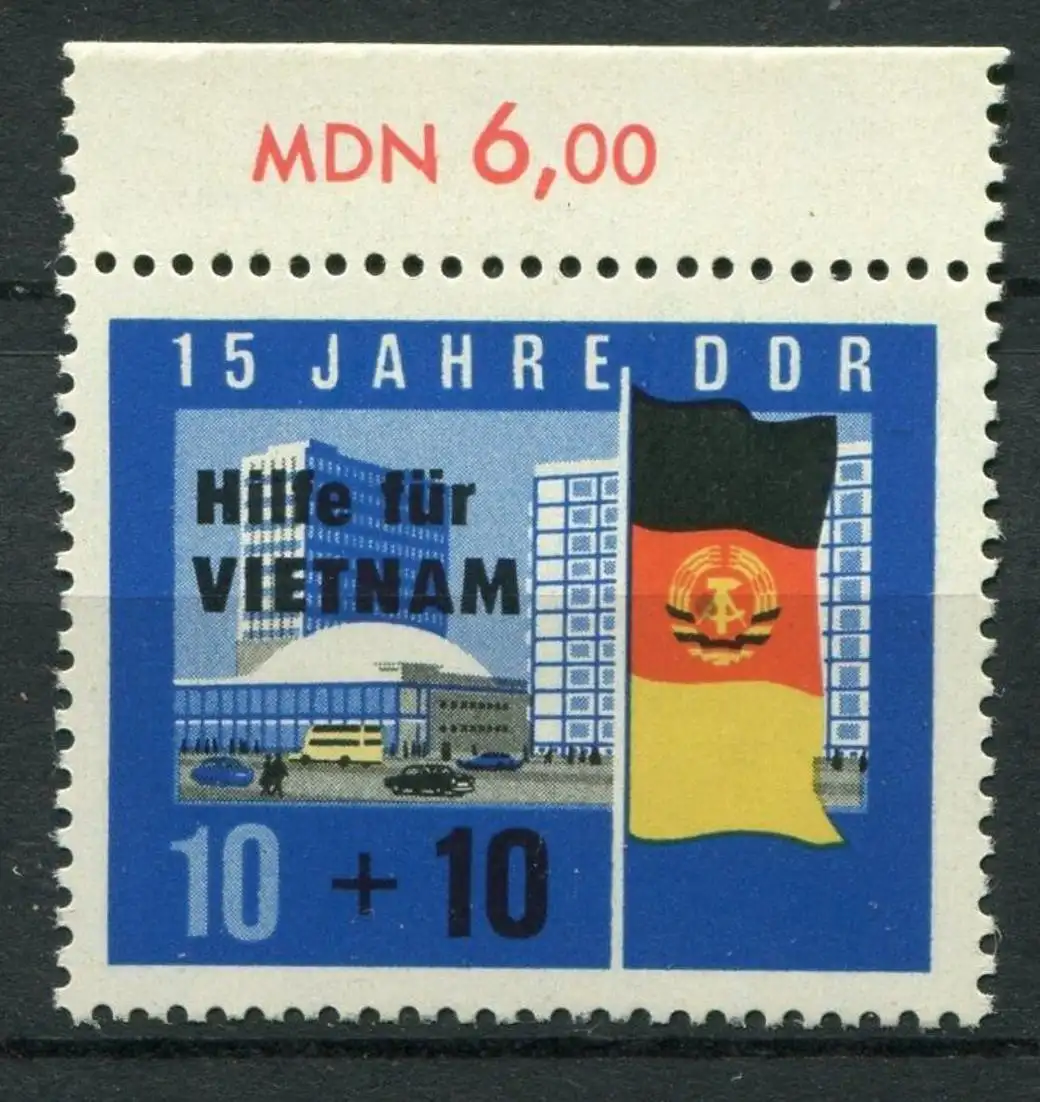 MDN 6,00
15 JAHRE DDR
Hilfe für
VIETNAM
10 + 10